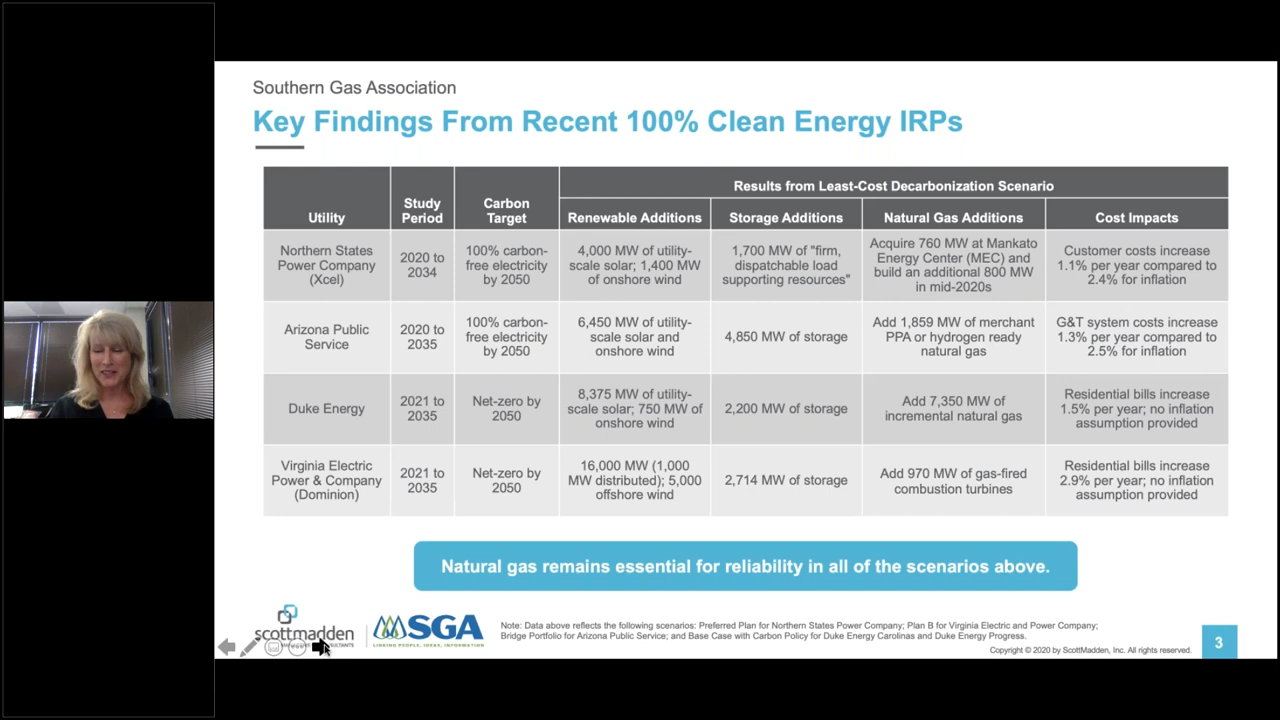 Southern Gas Association
Key Findings From Recent 100% Clean Energy IRPs
Results from Least-Cost Decarbonization Scenario
Utility
Study
Period
Carbon
Target
Renewable Additions
Storage Additions
Natural Gas Additions
Cost Impacts
Northern States
Power Company
(Xcel)
2020 to
2034
100% carbon-
free electricity
by 2050
4,000 MW of utility-
scale solar; 1,400 MW
of onshore wind
1,700 MW of "firm,
dispatchable load
supporting resources"
Acquire 760 MW at Mankato
Energy Center (MEC) and
build an additional 800 MW
in mid-2020s
Customer costs increase
1.1% per year compared to
2.4% for inflation
Arizona Public
Service
2020 to
2035
100% carbon-
free electricity
by 2050
6,450 MW of utility-
scale solar and
onshore wind
4,850 MW of storage
Add 1,859 MW of merchant
PPA or hydrogen ready
natural gas
G&T system costs increase
1.3% per year compared to
2.5% for inflation
Duke Energy
2021 to
2035
Net-zero by
2050
8,375 MW of utility-
scale solar; 750 MW of
onshore wind
2,200 MW of storage
Add 7,350 MW of
incremental natural gas
Residential bills increase
1.5% per year; no inflation
assumption provided
Virginia Electric
Power & Company
(Dominion)
2021 to
2035
Net-zero by
2050
16,000 MW (1,000
MW distributed); 5,000
offshore wind
2,714 MW of storage
Add 970 MW of gas-fired
combustion turbines
Residential bills increase
2.9% per year; no inflation
assumption provided
Natural gas remains essential for reliability in all of the scenarios above.
scottmadden
SGA
LINKING PEOPLE, IDEAS, INFORMATION
Note: Data above reflects the following scenarios: Preferred Plan for Northern States Power Company; Plan B for Virginia Electric and Power Company;
Bridge Portfolio for Arizona Public Service; and Base Case with Carbon Policy for Duke Energy Carolinas and Duke Energy Progress.
Copyright © 2020 by ScottMadden, Inc. All rights reserved.
3